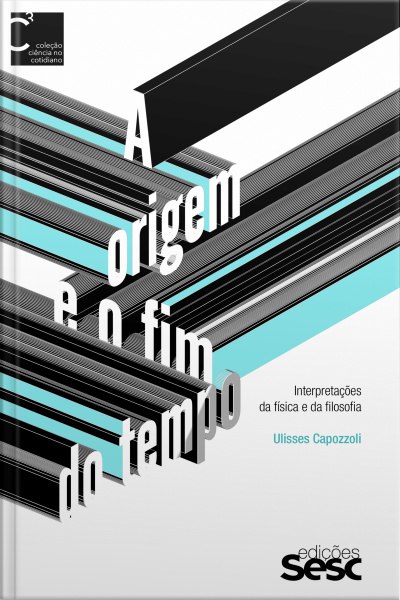 C³
coleção
ciência no
cotidiano
A
origem
e o fim
do tempo
Interpretações
da física e da filosofia
Ulisses Capozzoli
edições
Sesc